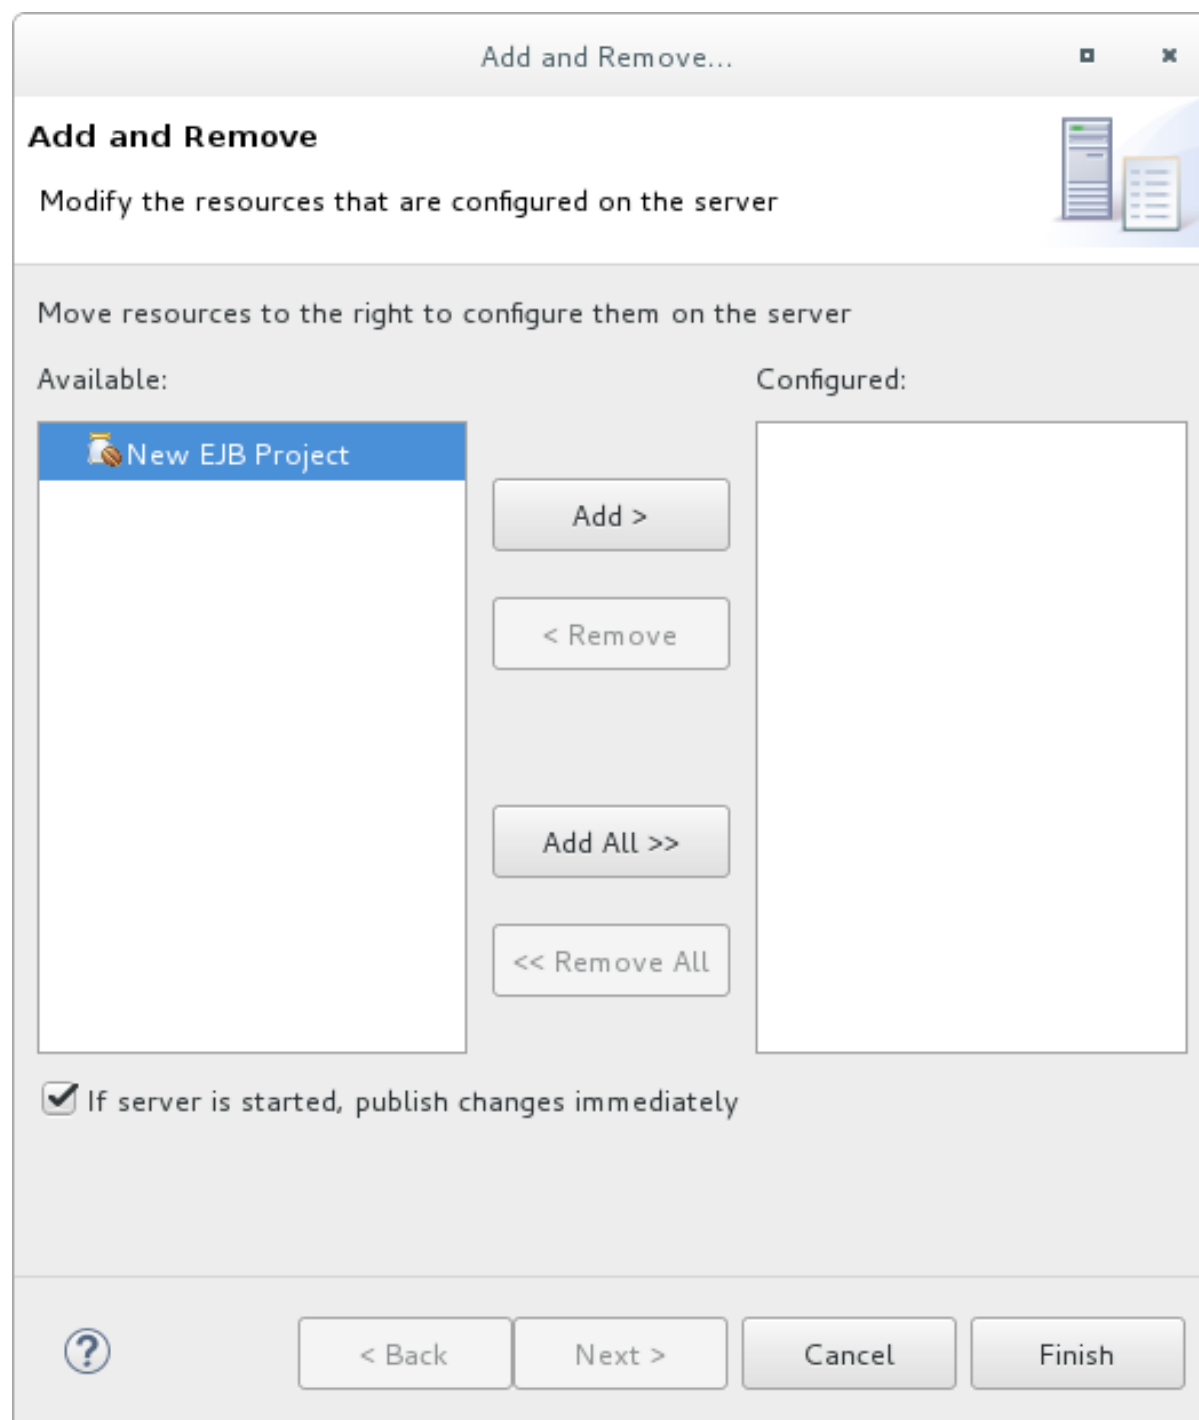 Add and Remove...
Add and Remove
Modify the resources that are configured on the server
Move resources to the right to configure them on the server
Available:
Configured:
New EJB Project
Add >
< Remove
Add All >>
<< Remove All
If server is started, publish changes immediately
?
< Back
Next >
Cancel
Finish